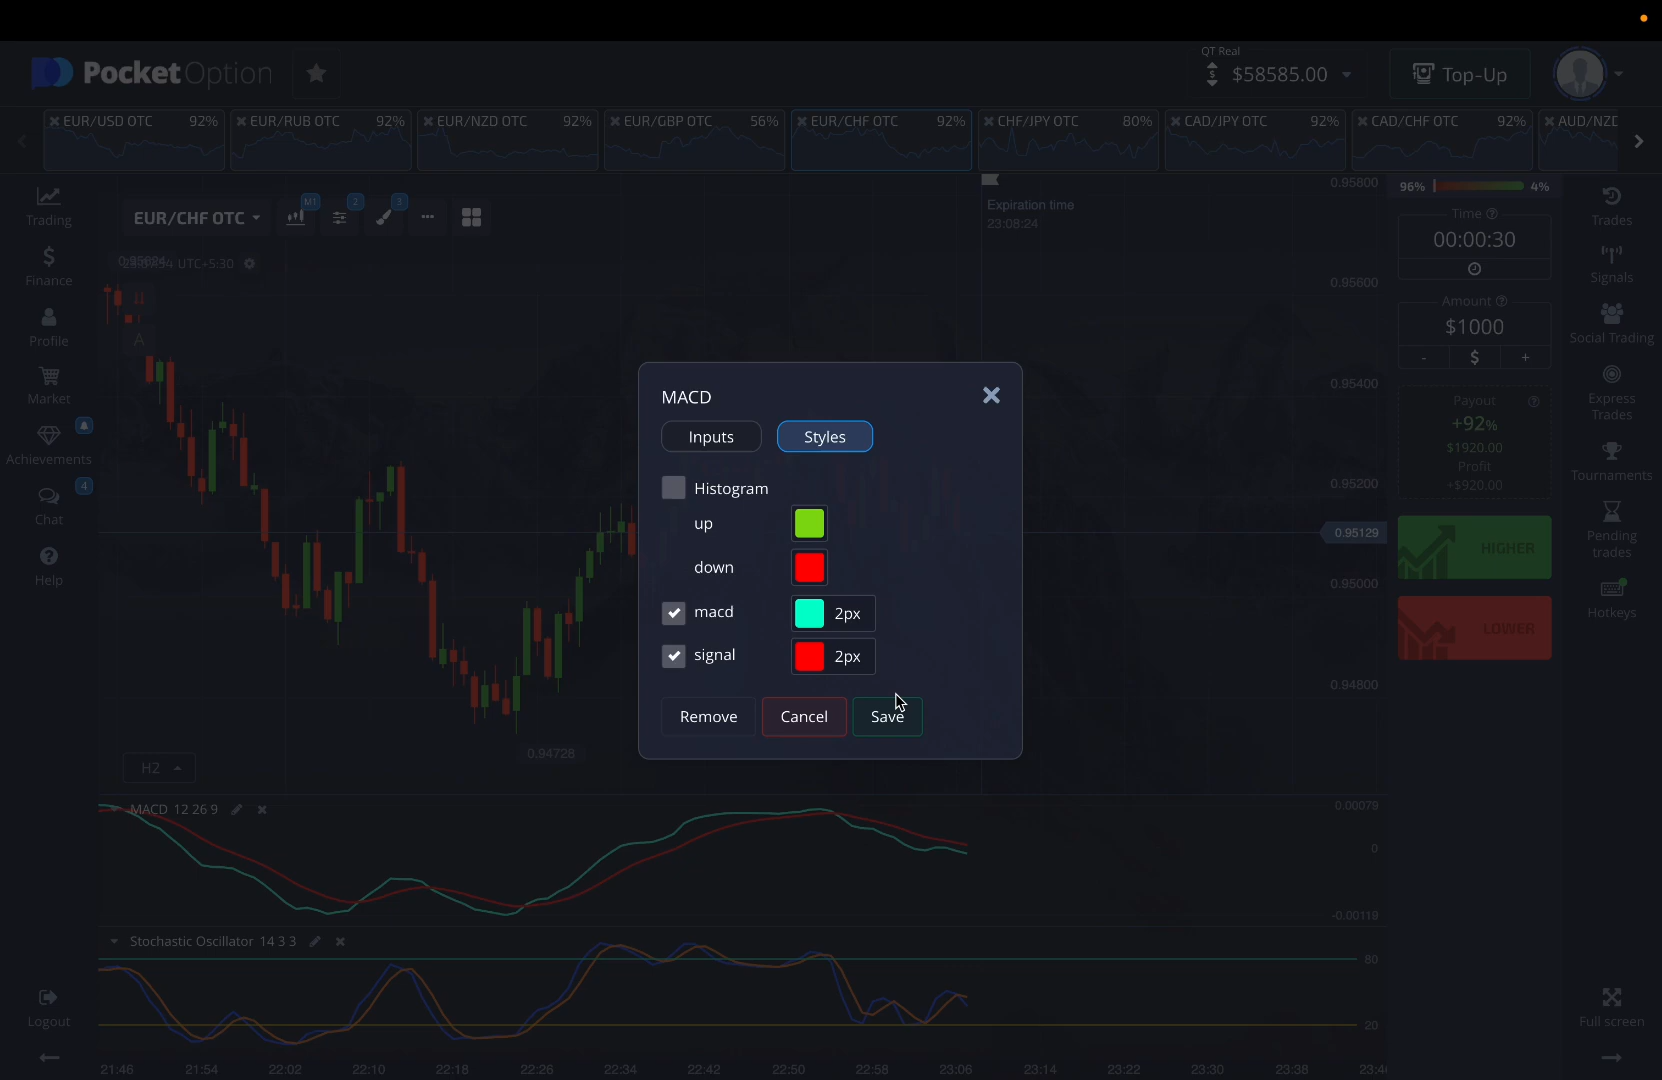 QT Real
PocketOption
$58585.00
Top-Up
EUR/USD OTC 92%
EUR/RUB OTC 92%
EUR/NZD OTC 92%
EUR/GBP OTC 56%
EUR/CHF OTC 92%
CHF/JPY OTC 80%
CAD/JPY OTC 92%
CAD/CHF OTC 92%
AUD/NZD
Trading
Finance
Profile
Market
Achievements
4
Chat
Help
Logout
EUR/CHF OTC
M1
2
3
UTC+5:30
A
Expiration time
23:08:24
0.95800
0.95600
0.95400
0.95200
0.95129
0.95000
0.94800
0.94728
H2
MACD
Inputs
Styles
Histogram
up
down
macd 2px
signal 2px
Remove
Cancel
Save
MACD 12 26 9
0.00079
0
-0.00119
Stochastic Oscillator 14 3 3
80
20
21:46 21:54 22:02 22:10 22:18 22:26 22:34 22:42 22:50 22:58 23:06 23:14 23:22 23:30 23:38
96% 4%
Time
00:00:30
Amount
$1000
- $ +
Payout
+92%
$1920.00
Profit
+$920.00
HIGHER
LOWER
Trades
Signals
Social Trading
Express
Trades
Tournaments
Pending
trades
Hotkeys
Full screen